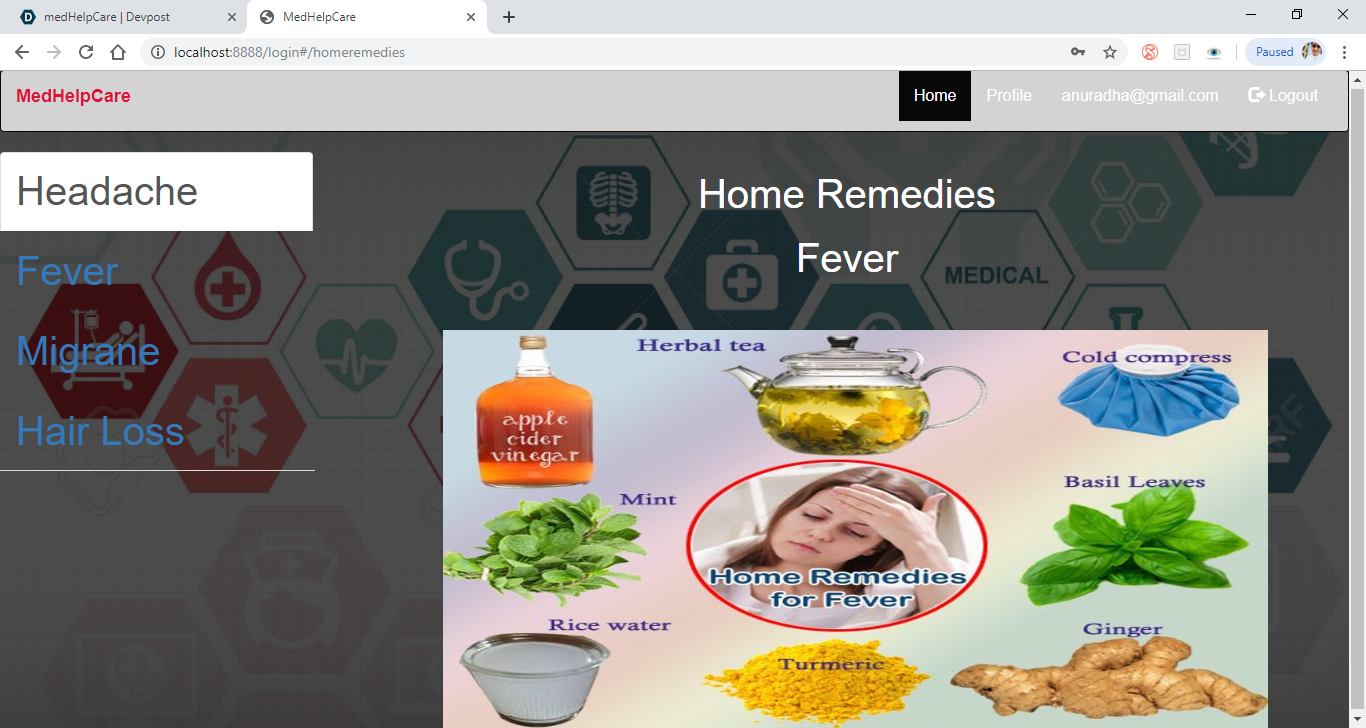 medHelpCare | Devpost
MedHelpCare
localhost:8888/login#/homeremedies
Paused
MedHelpCare
Home
Profile
anuradha@gmail.com
Logout
Headache
Fever
Migrane
Hair Loss
Home Remedies
Fever
MEDICAL
Herbal tea
Cold compress
apple
cider
vinegar
Mint
Basil Leaves
Home Remedies
for Fever
Rice water
Turmeric
Ginger